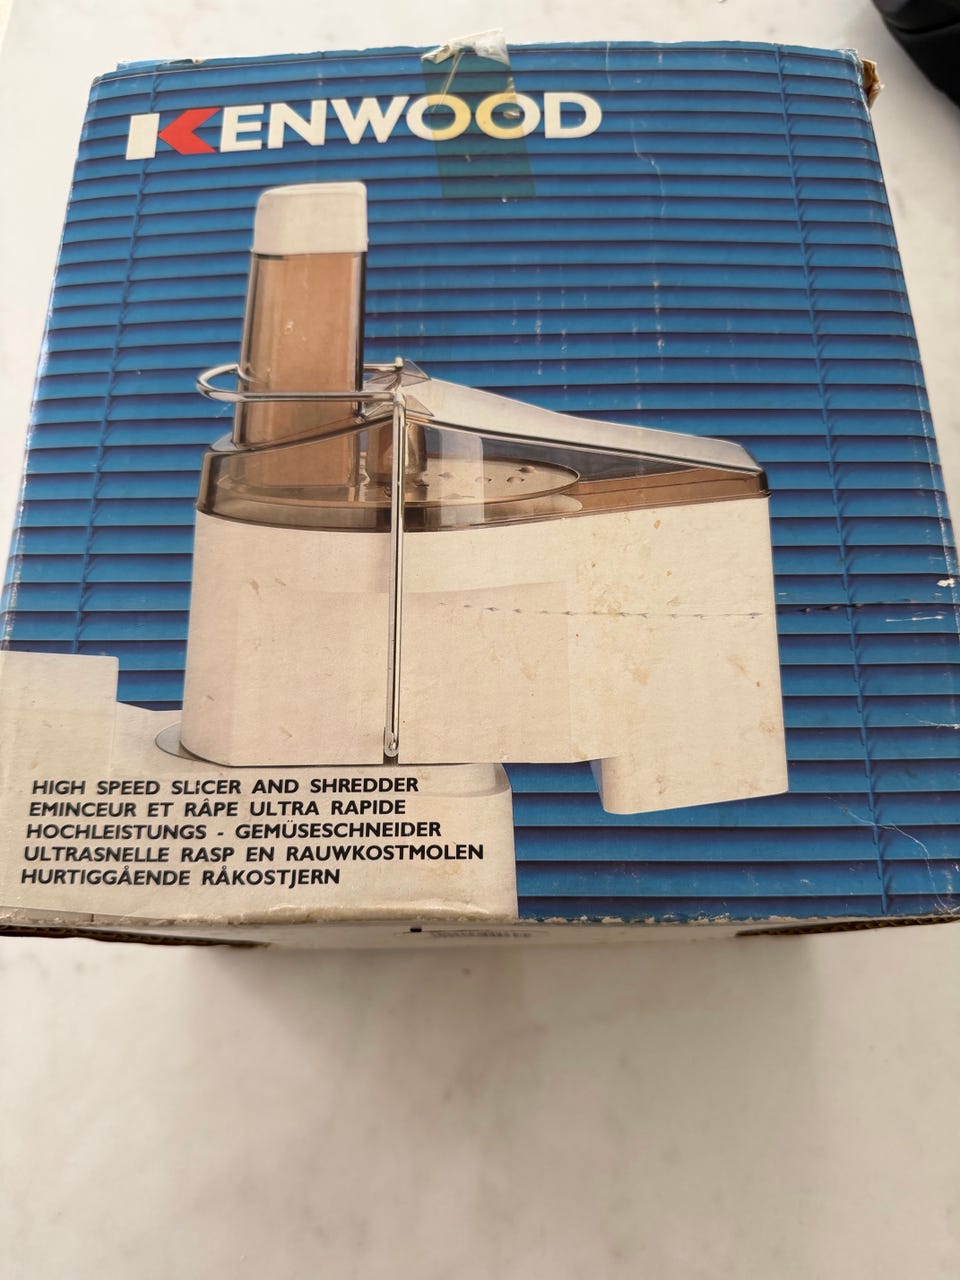 KENWOOD
HIGH SPEED SLICER AND SHREDDER
EMINCEUR ET RÂPE ULTRA RAPIDE
HOCHLEISTUNGS - GEMÜSESCHNEIDER
ULTRASNELLE RASP EN RAUWKOSTMOLEN
HURTIGGÅENDE RÅKOSTJERN